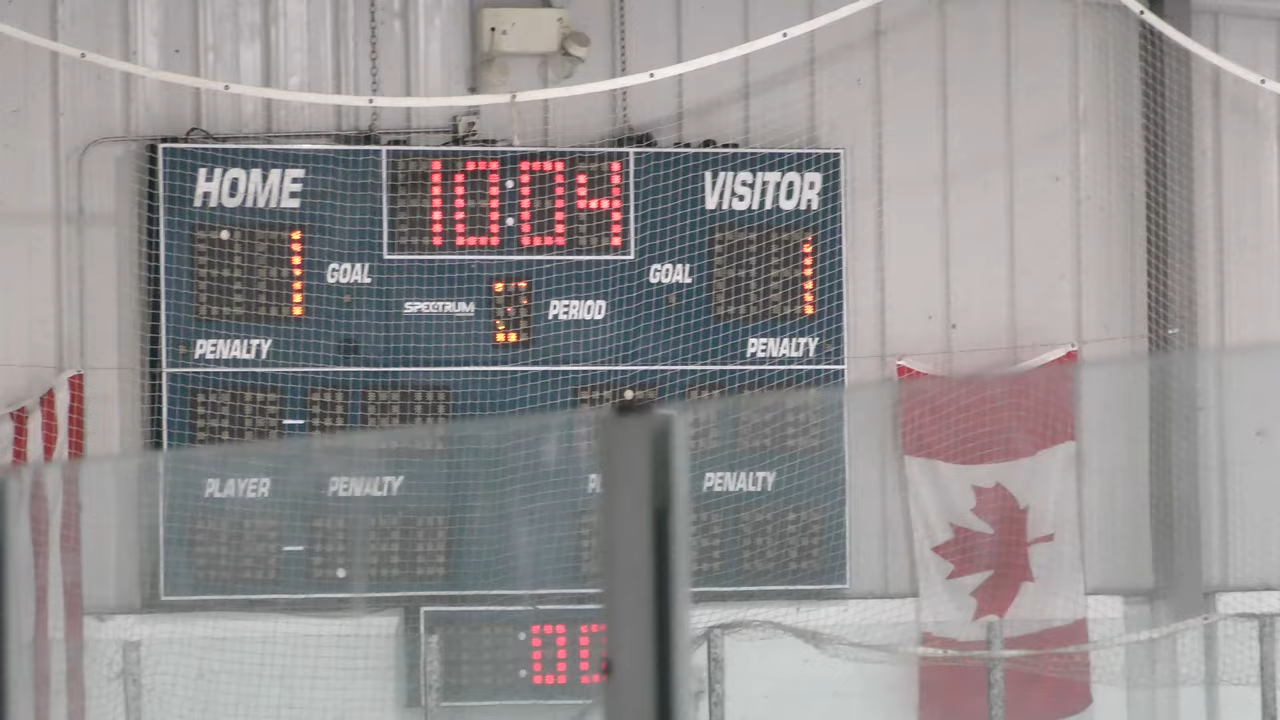 HOME 10:04 VISITOR
1 GOAL GOAL 1
SPECTRUM PERIOD
PENALTY PENALTY
PLAYER PENALTY PENALTY
00